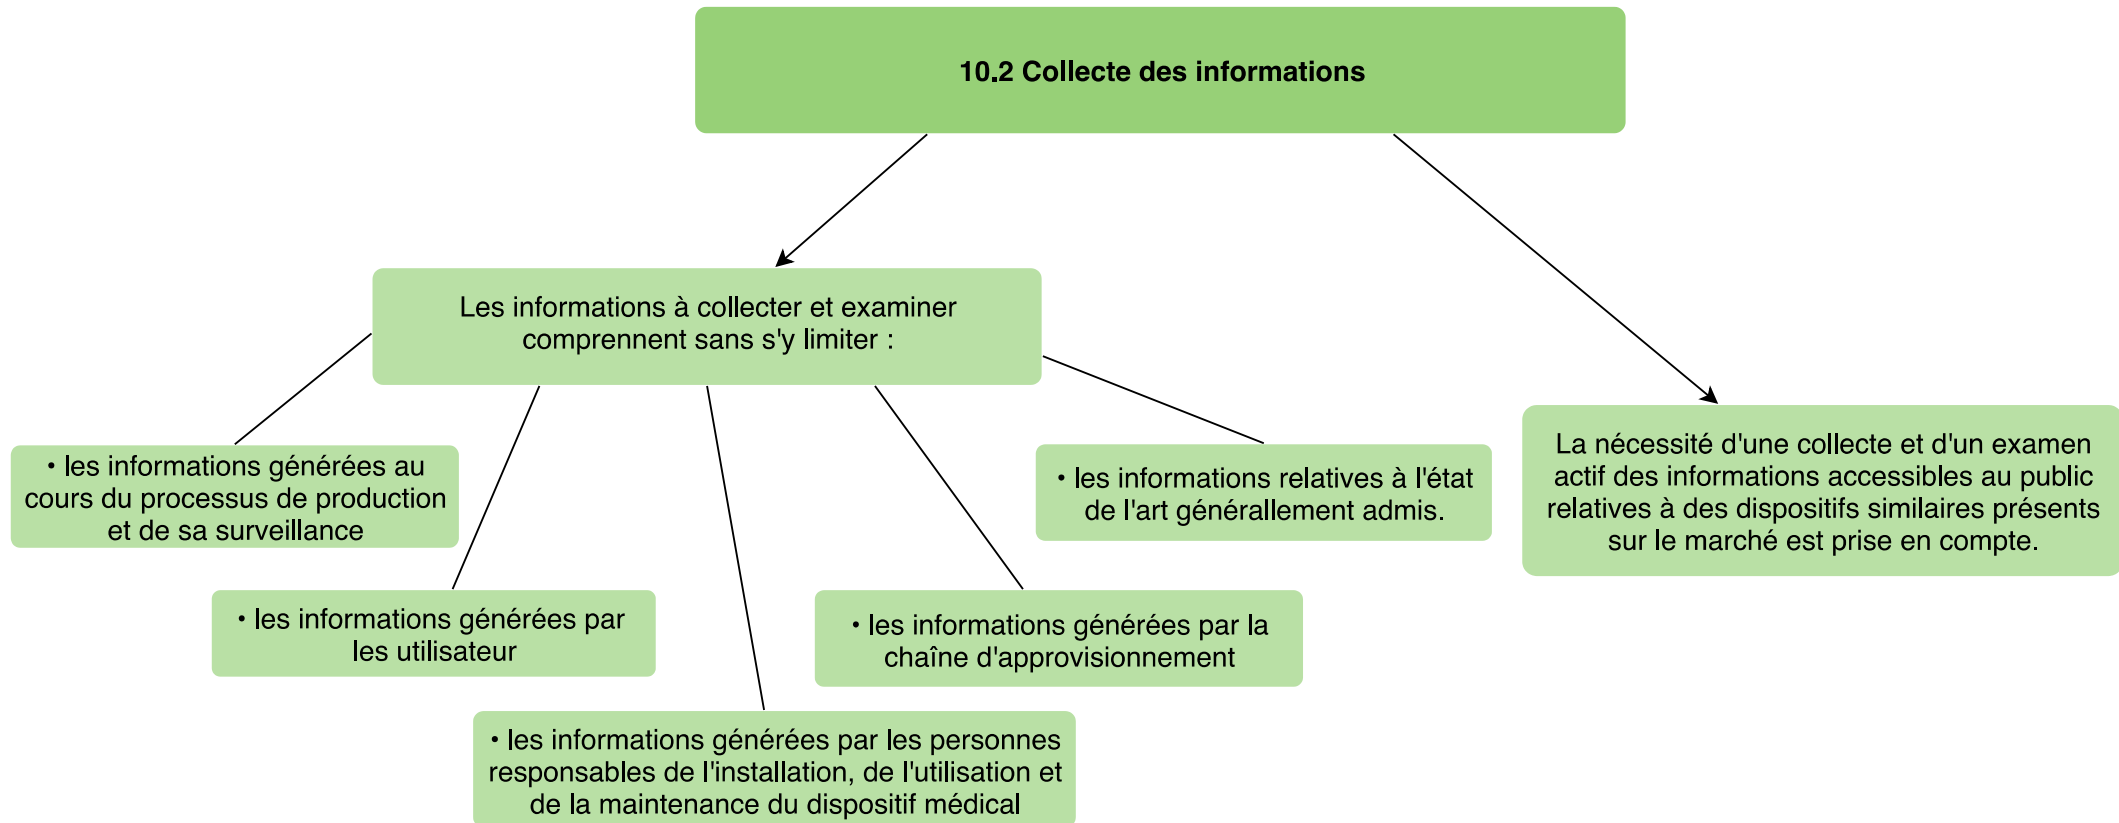 10.2 Collecte des informations
Les informations à collecter et examiner
comprennent sans s'y limiter :
• les informations générées au
cours du processus de production
et de sa surveillance
• les informations générées par
les utilisateur
• les informations générées par les personnes
responsables de l'installation, de l'utilisation et
de la maintenance du dispositif médical
• les informations générées par la
chaîne d'approvisionnement
• les informations relatives à l'état
de l'art générallement admis.
La nécessité d'une collecte et d'un examen
actif des informations accessibles au public
relatives à des dispositifs similaires présents
sur le marché est prise en compte.